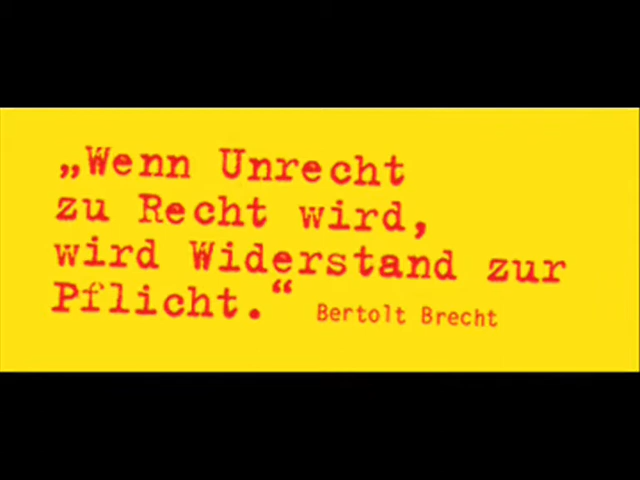 „Wenn Unrecht
zu Recht wird,
wird Widerstand zur
Pflicht.“ Bertolt Brecht